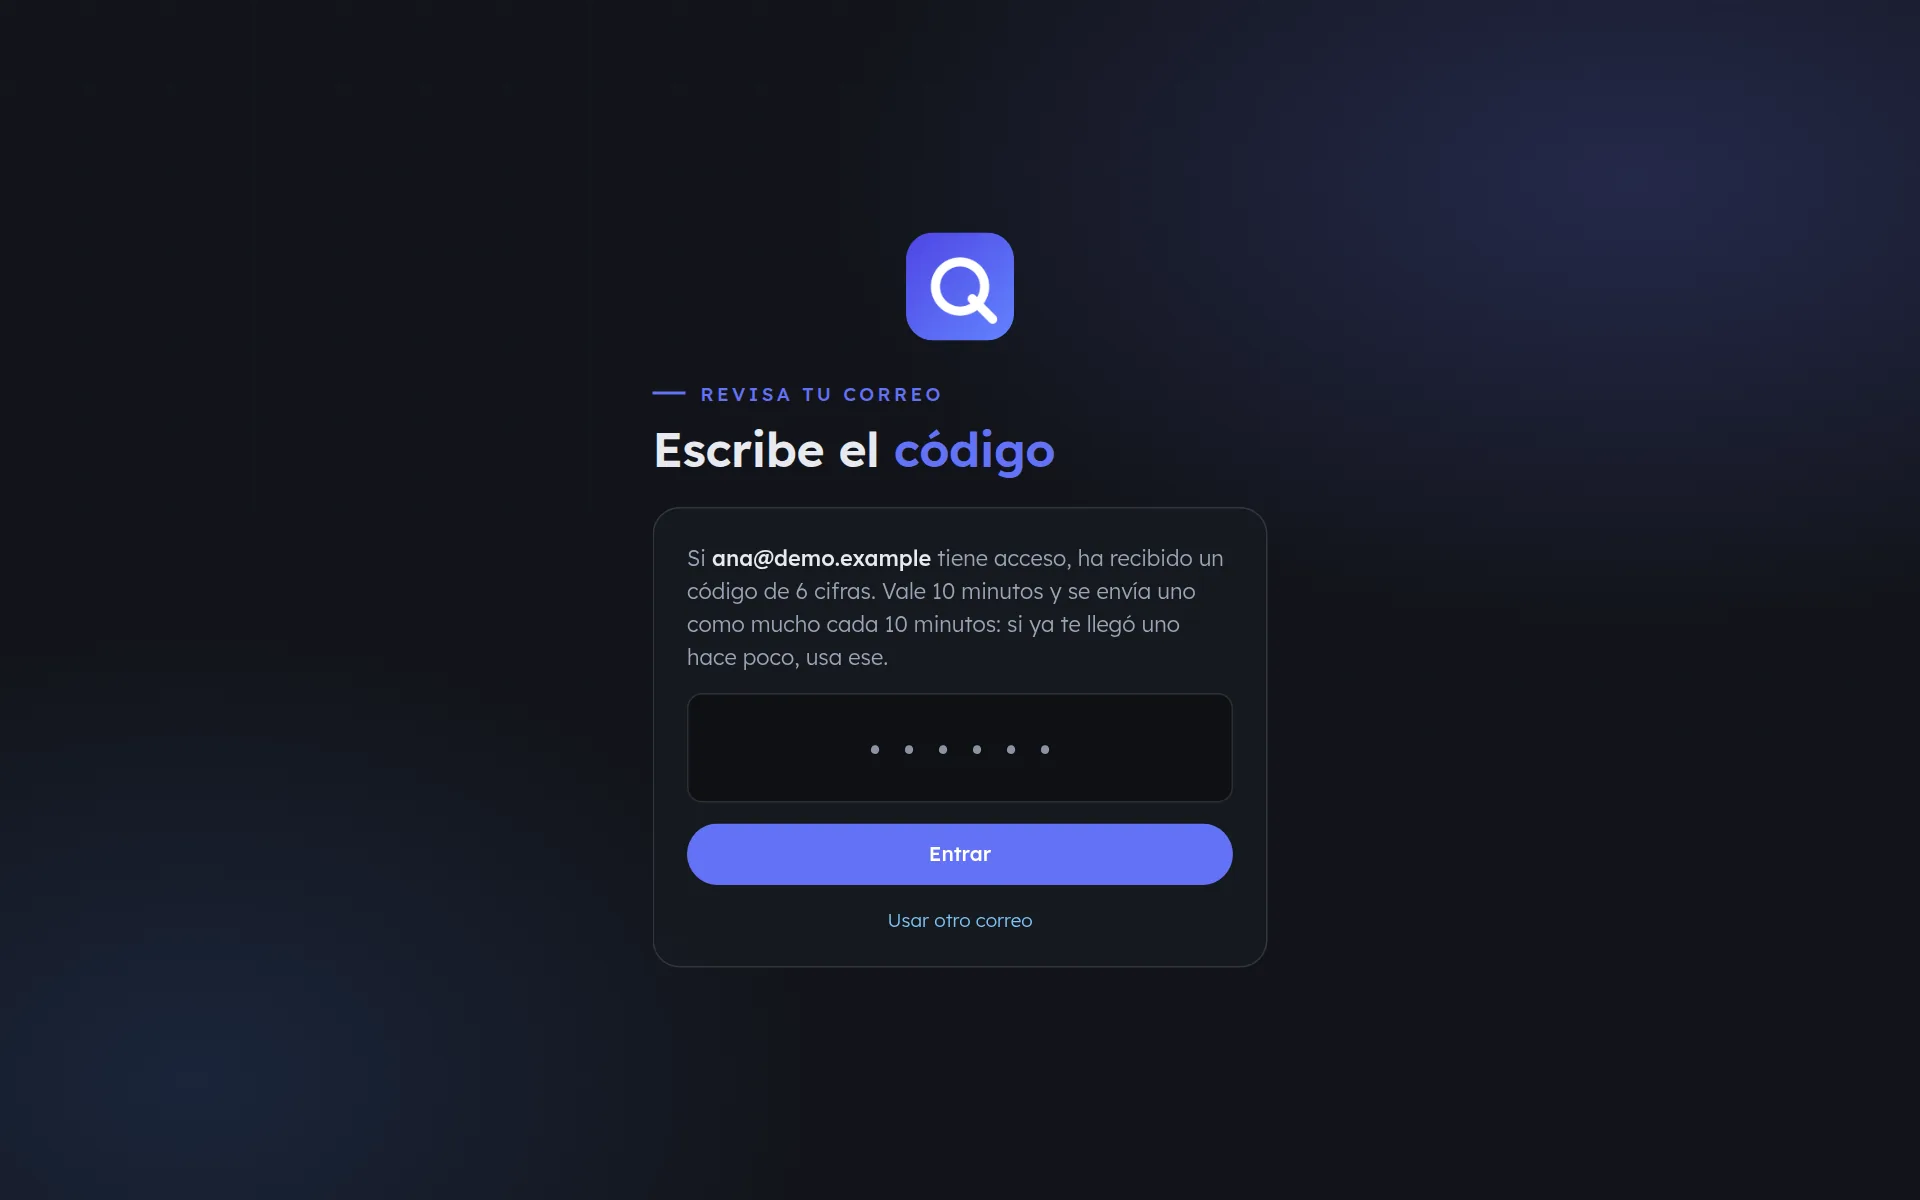 REVISA TU CORREO
Escribe el código
Si ana@demo.example tiene acceso, ha recibido un
código de 6 cifras. Vale 10 minutos y se envía uno
como mucho cada 10 minutos: si ya te llegó uno
hace poco, usa ese.
••••••
Entrar
Usar otro correo